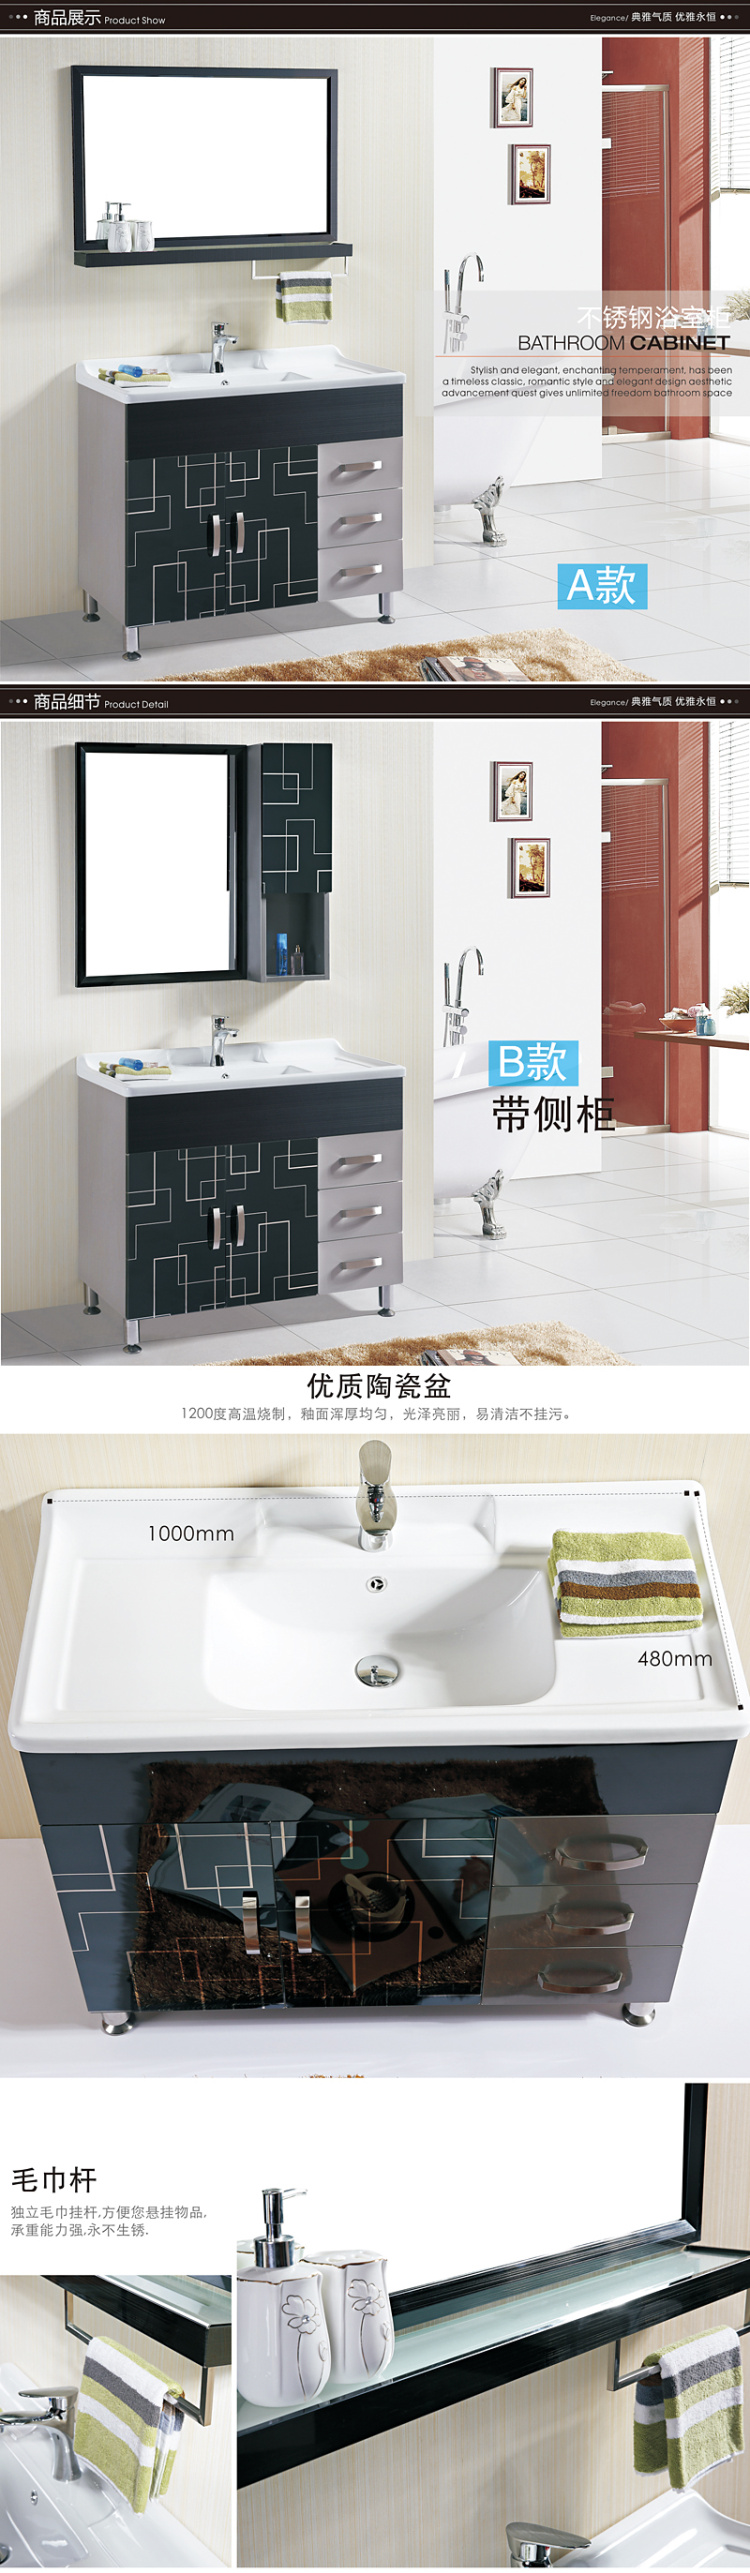 商品展示 Product Show
Elegance/ 典雅气质 优雅永恒
不锈钢浴室柜
BATHROOM CABINET
Stylish and elegant, enchanting temperament, has been
a timeless classic, romantic style and elegant design aesthetic
advancement quest gives unlimited freedom bathroom space
A款
商品细节 Product Detail
Elegance/ 典雅气质 优雅永恒
B款
带侧柜
优质陶瓷盆
1200度高温烧制，釉面浑厚均匀，光泽亮丽，易清洁不挂污。
1000mm
480mm
毛巾杆
独立毛巾挂杆,方便您悬挂物品,
承重能力强,永不生锈.